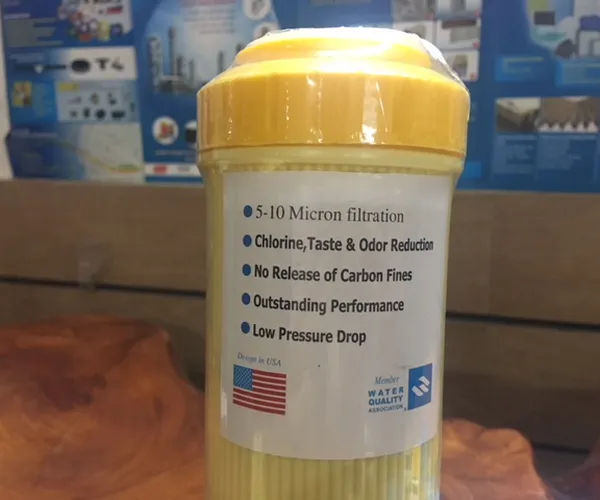 5-10 Micron filtration
Chlorine,Taste & Odor Reduction
No Release of Carbon Fines
Outstanding Performance
Low Pressure Drop
Design in USA
Member
WATER
QUALITY
ASSOCIATION